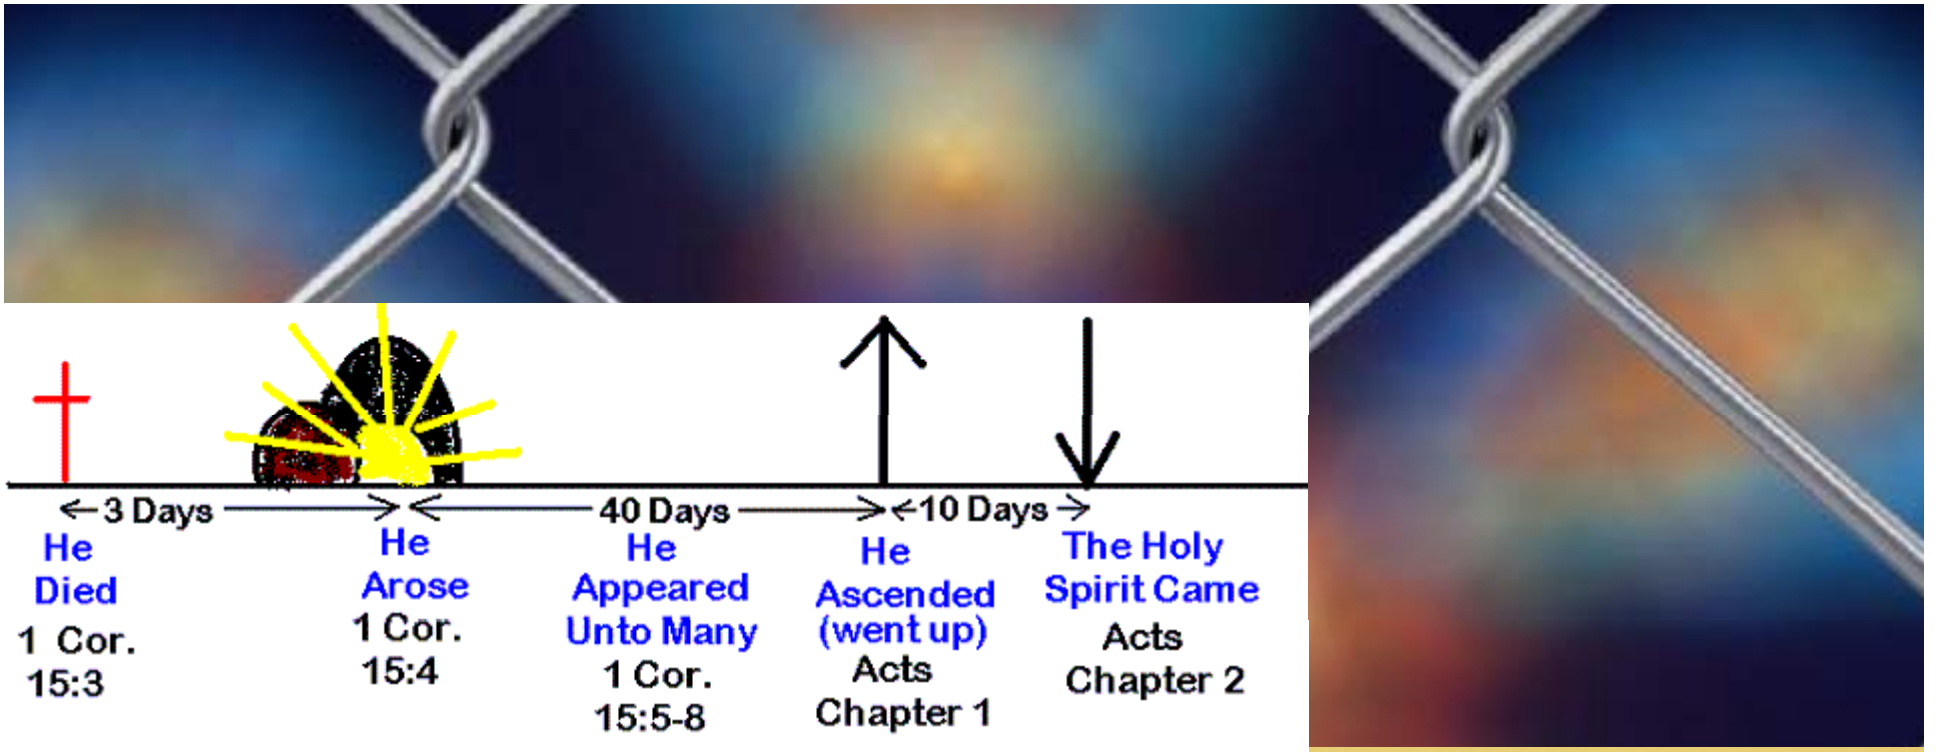 3 Days
40 Days
10 Days
He
Died
1 Cor.
15:3
He
Arose
1 Cor.
15:4
He
Appeared
Unto Many
1 Cor.
15:5-8
He
Ascended
(went up)
Acts
Chapter 1
The Holy
Spirit Came
Acts
Chapter 2